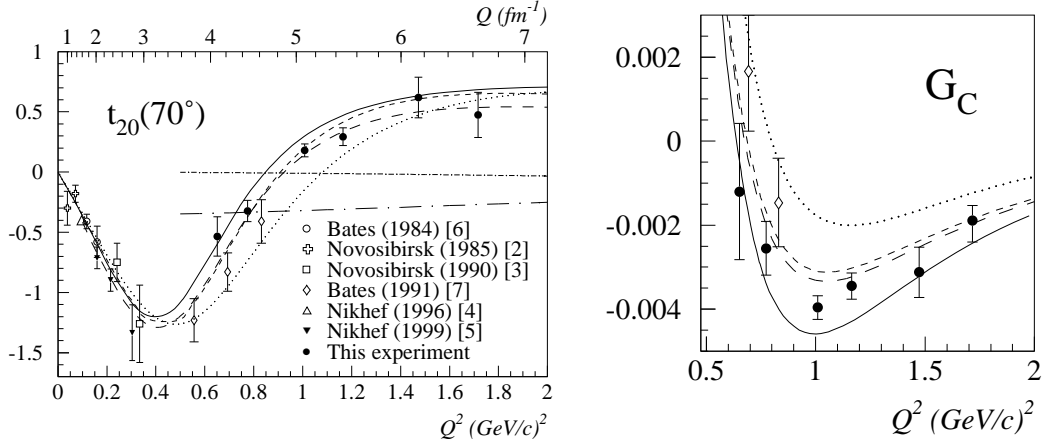 Q (fm-1)
1 2 3 4 5 6 7
1
0.5
0
-0.5
-1
-1.5
t20(70°)
Bates (1984) [6]
Novosibirsk (1985) [2]
Novosibirsk (1990) [3]
Bates (1991) [7]
Nikhef (1996) [4]
Nikhef (1999) [5]
This experiment
0 0.2 0.4 0.6 0.8 1 1.2 1.4 1.6 1.8 2
Q2 (GeV/c)2
GC
0.002
0
-0.002
-0.004
0.5 1 1.5 2
Q2 (GeV/c)2